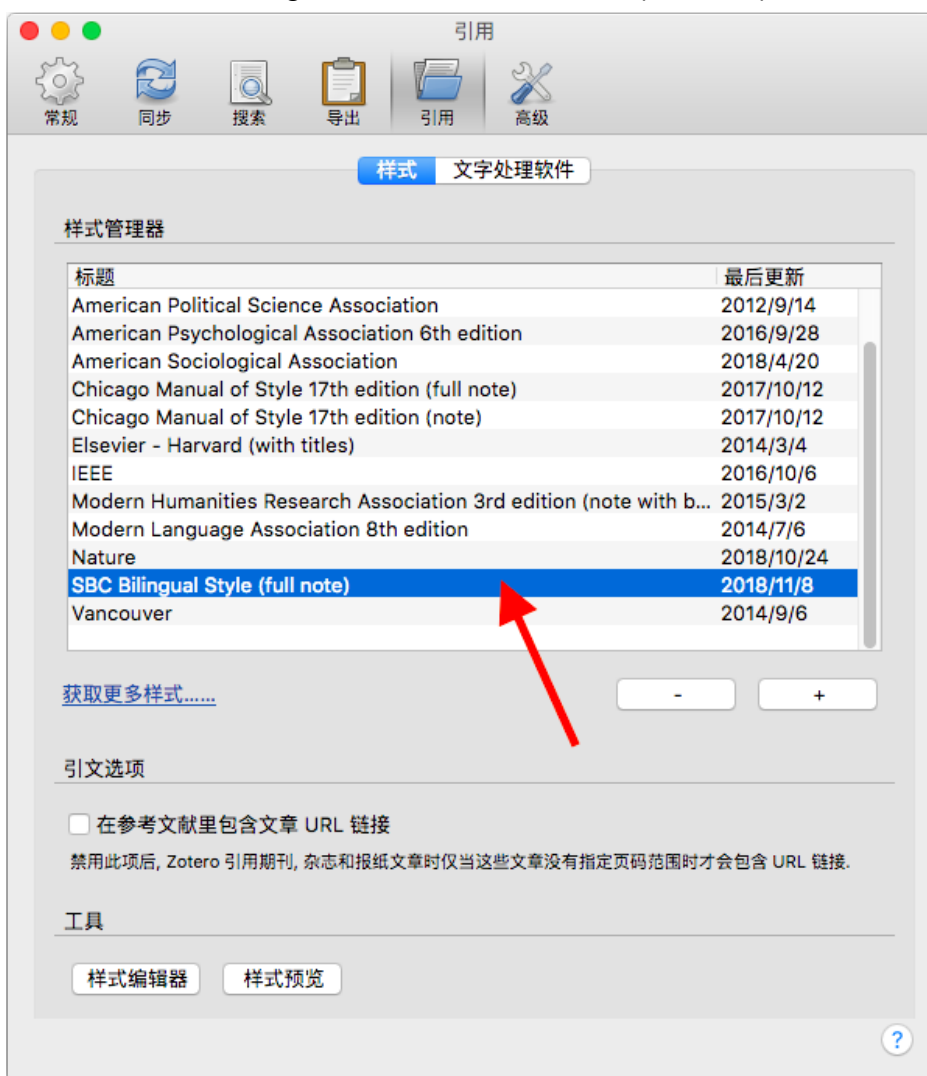 引用
常规 同步 搜索 导出 引用 高级
样式 文字处理软件
样式管理器
标题 最后更新
American Political Science Association 2012/9/14
American Psychological Association 6th edition 2016/9/28
American Sociological Association 2018/4/20
Chicago Manual of Style 17th edition (full note) 2017/10/12
Chicago Manual of Style 17th edition (note) 2017/10/12
Elsevier - Harvard (with titles) 2014/3/4
IEEE 2016/10/6
Modern Humanities Research Association 3rd edition (note with b... 2015/3/2
Modern Language Association 8th edition 2014/7/6
Nature 2018/10/24
SBC Bilingual Style (full note) 2018/11/8
Vancouver 2014/9/6
获取更多样式...... - +
引文选项
在参考文献里包含文章 URL 链接
禁用此项后, Zotero 引用期刊, 杂志和报纸文章时仅当这些文章没有指定页码范围时才会包含 URL 链接.
工具
样式编辑器 样式预览
?